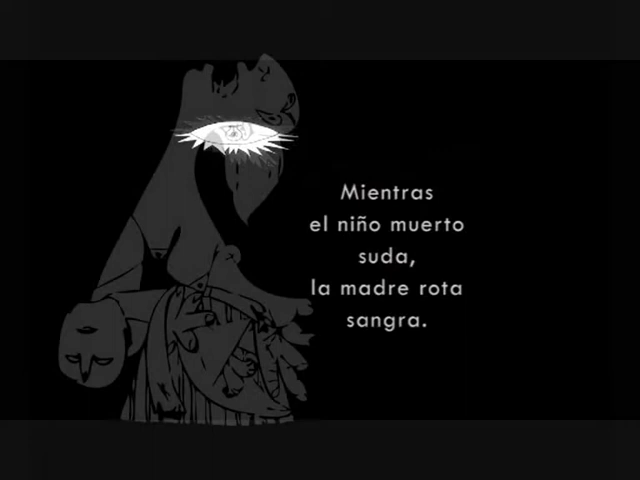 Mientras
el niño muerto
suda,
la madre rota
sangra.